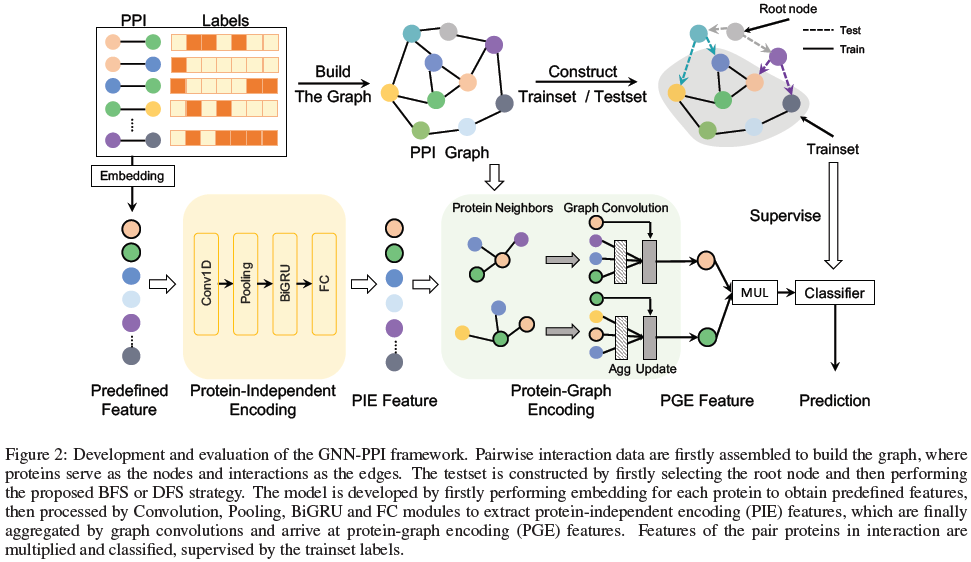 PPI
Labels
Build
The Graph
PPI Graph
Construct
Trainset / Testset
Root node
Test
Train
Trainset
Supervise
Embedding
Conv1D
Pooling
BiGRU
FC
Protein Neighbors
Graph Convolution
Agg
Update
MUL
Classifier
Predefined
Feature
Protein-Independent
Encoding
PIE Feature
Protein-Graph
Encoding
PGE Feature
Prediction
Figure 2: Development and evaluation of the GNN-PPI framework. Pairwise interaction data are firstly assembled to build the graph, where
proteins serve as the nodes and interactions as the edges. The testset is constructed by firstly selecting the root node and then performing
the proposed BFS or DFS strategy. The model is developed by firstly performing embedding for each protein to obtain predefined features,
then processed by Convolution, Pooling, BiGRU and FC modules to extract protein-independent encoding (PIE) features, which are finally
aggregated by graph convolutions and arrive at protein-graph encoding (PGE) features. Features of the pair proteins in interaction are
multiplied and classified, supervised by the trainset labels.